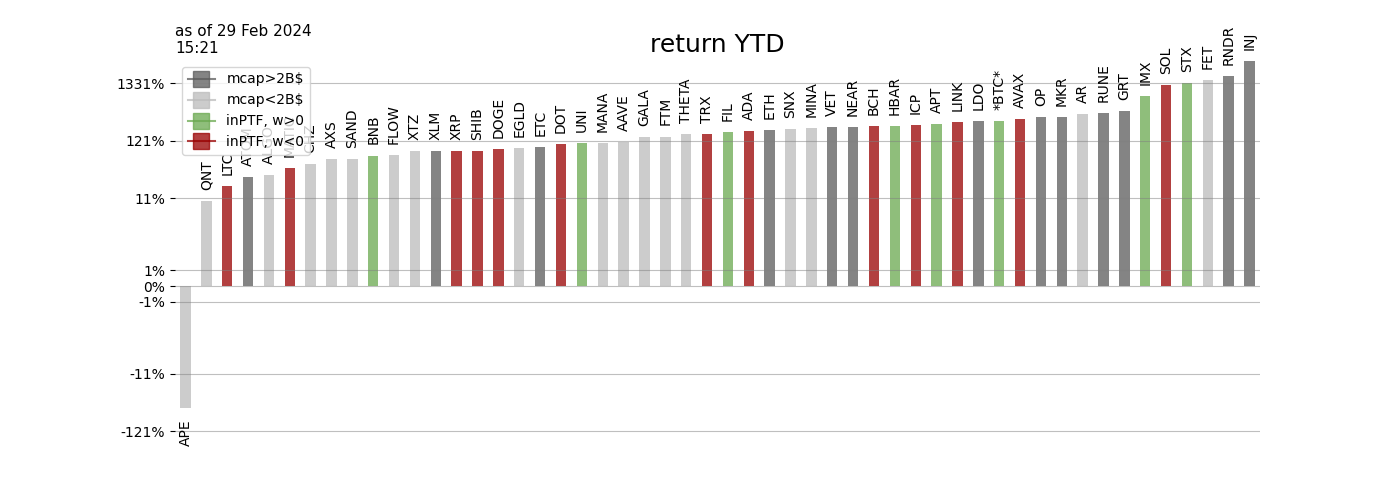 as of 29 Feb 2024
15:21
return YTD
mcap>2B$
mcap<2B$
inPTF, w>0
inPTF, w<0
1331%
121%
11%
1%
0%
-1%
-11%
-121%
APE
QNT
LTC
ATOM
ALGO
MATIC
CHZ
AXS
SAND
BNB
FLOW
XTZ
XLM
XRP
SHIB
DOGE
EGLD
ETC
DOT
UNI
MANA
AAVE
GALA
FTM
THETA
TRX
FIL
ADA
ETH
SNX
MINA
VET
NEAR
BCH
HBAR
ICP
APT
LINK
LDO
*BTC*
AVAX
OP
MKR
AR
RUNE
GRT
IMX
SOL
STX
FET
RNDR
INJ